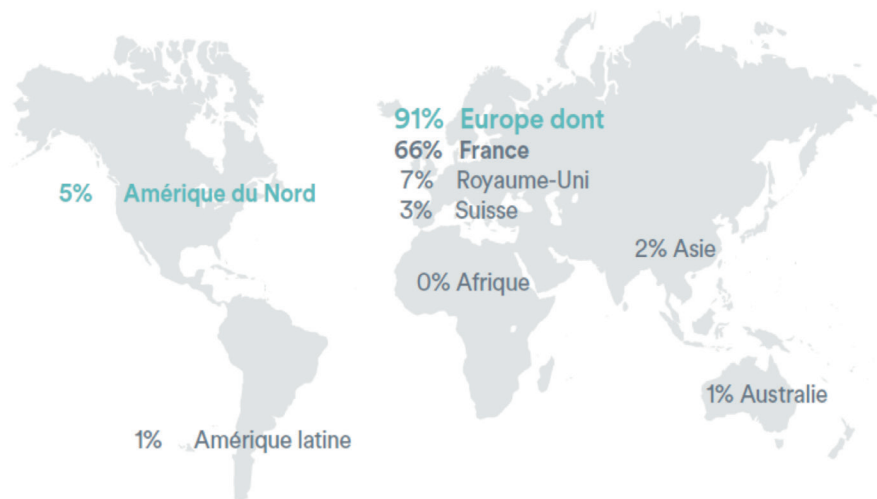 91% Europe dont
66% France
7% Royaume-Uni
3% Suisse
5% Amérique du Nord
2% Asie
0% Afrique
1% Australie
1% Amérique latine